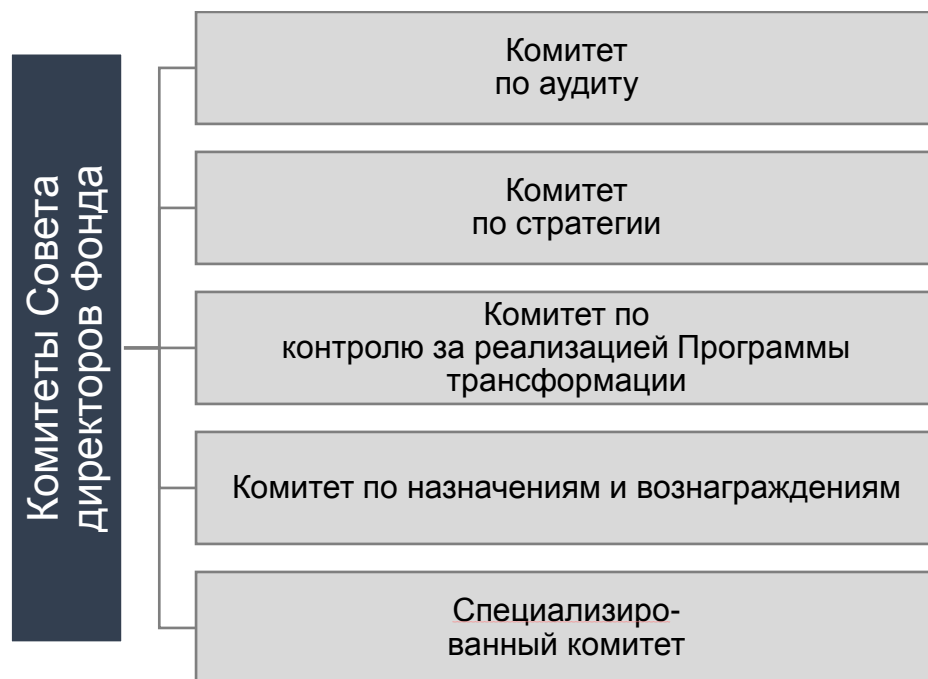 Комитеты Совета
директоров Фонда
Комитет
по аудиту
Комитет
по стратегии
Комитет по
контролю за реализацией Программы
трансформации
Комитет по назначениям и вознаграждениям
Специализиро-
ванный комитет